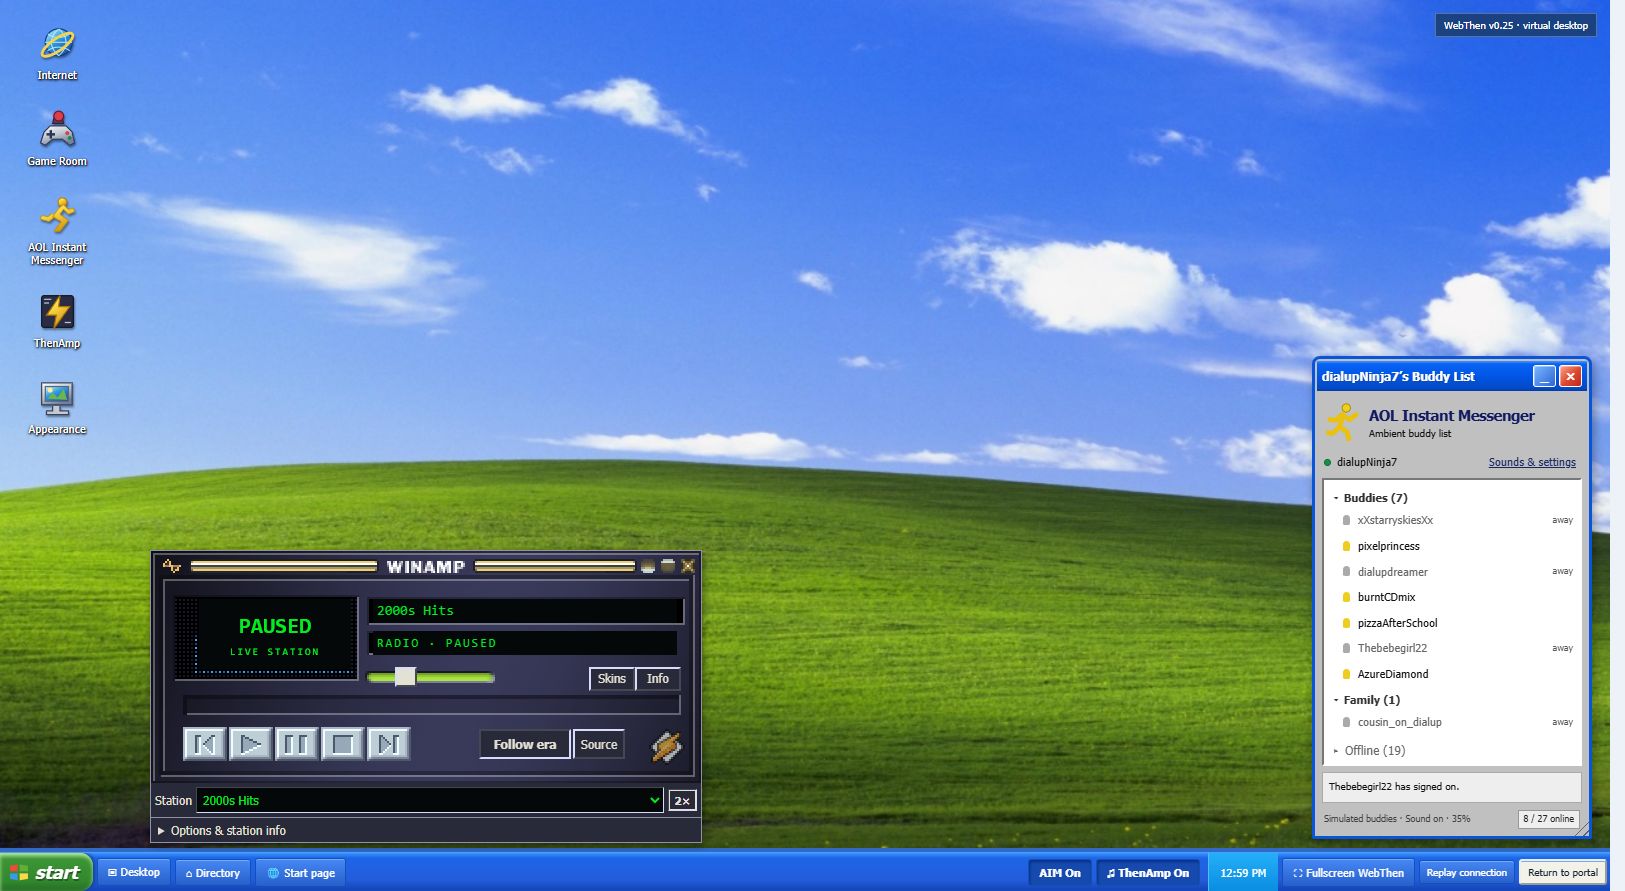 WebThen v0.25 · virtual desktop
Internet
Game Room
AOL Instant
Messenger
ThenAmp
Appearance
WINAMP
PAUSED
LIVE STATION
2000s Hits
RADIO · PAUSED
Skins
Info
Follow era
Source
Station
2000s Hits
2×
Options & station info
dialupNinja7's Buddy List
AOL Instant Messenger
Ambient buddy list
dialupNinja7
Sounds & settings
Buddies (7)
xXstarryskiesXx away
pixelprincess
dialupdreamer away
burntCDmix
pizzaAfterSchool
Thebebegirl22 away
AzureDiamond
Family (1)
cousin_on_dialup away
Offline (19)
Thebebegirl22 has signed on.
Simulated buddies · Sound on · 35%
8 / 27 online
start
Desktop
Directory
Start page
AIM On
♫ ThenAmp On
12:59 PM
Fullscreen WebThen
Replay connection
Return to portal